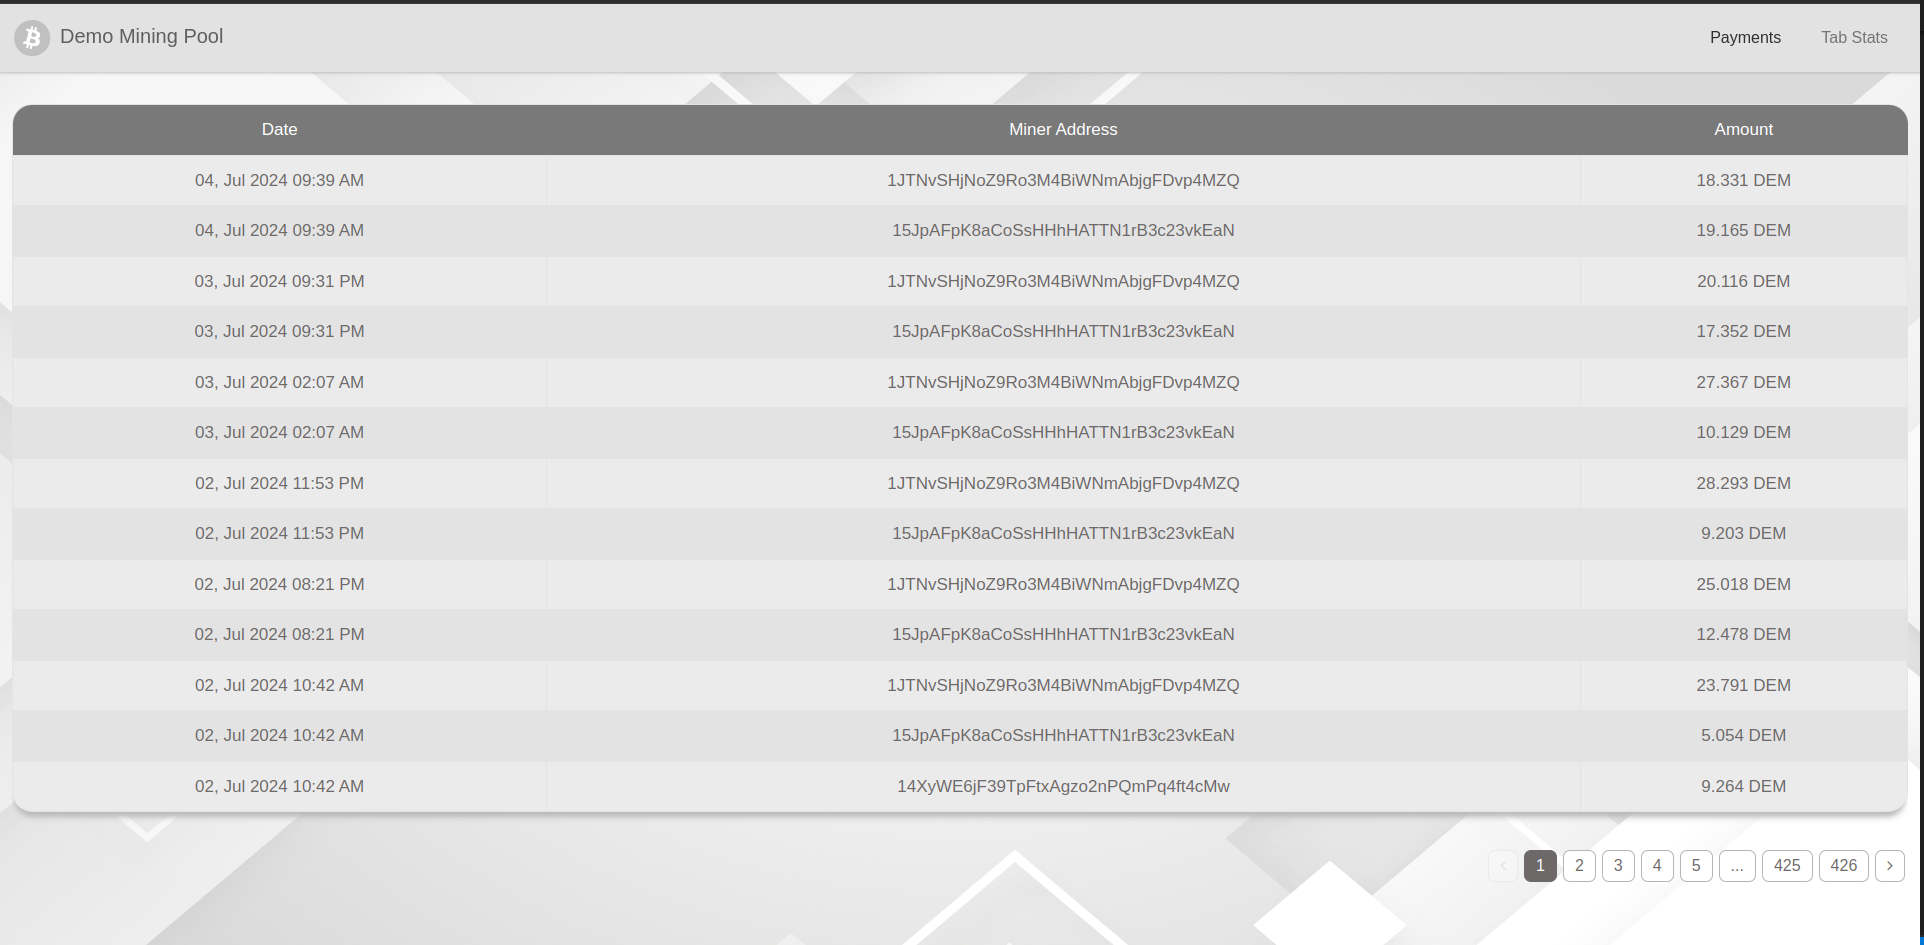 Demo Mining Pool Payments Tab Stats
Date Miner Address Amount
04, Jul 2024 09:39 AM 1JTNvSHjNoZ9Ro3M4BiWNmAbjgFDvp4MZQ 18.331 DEM
04, Jul 2024 09:39 AM 15JpAFpK8aCoSsHHhHATTN1rB3c23vkEaN 19.165 DEM
03, Jul 2024 09:31 PM 1JTNvSHjNoZ9Ro3M4BiWNmAbjgFDvp4MZQ 20.116 DEM
03, Jul 2024 09:31 PM 15JpAFpK8aCoSsHHhHATTN1rB3c23vkEaN 17.352 DEM
03, Jul 2024 02:07 AM 1JTNvSHjNoZ9Ro3M4BiWNmAbjgFDvp4MZQ 27.367 DEM
03, Jul 2024 02:07 AM 15JpAFpK8aCoSsHHhHATTN1rB3c23vkEaN 10.129 DEM
02, Jul 2024 11:53 PM 1JTNvSHjNoZ9Ro3M4BiWNmAbjgFDvp4MZQ 28.293 DEM
02, Jul 2024 11:53 PM 15JpAFpK8aCoSsHHhHATTN1rB3c23vkEaN 9.203 DEM
02, Jul 2024 08:21 PM 1JTNvSHjNoZ9Ro3M4BiWNmAbjgFDvp4MZQ 25.018 DEM
02, Jul 2024 08:21 PM 15JpAFpK8aCoSsHHhHATTN1rB3c23vkEaN 12.478 DEM
02, Jul 2024 10:42 AM 1JTNvSHjNoZ9Ro3M4BiWNmAbjgFDvp4MZQ 23.791 DEM
02, Jul 2024 10:42 AM 15JpAFpK8aCoSsHHhHATTN1rB3c23vkEaN 5.054 DEM
02, Jul 2024 10:42 AM 14XyWE6jF39TpFtxAgzo2nPQmPq4ft4cMw 9.264 DEM
1 2 3 4 5 ... 425 426